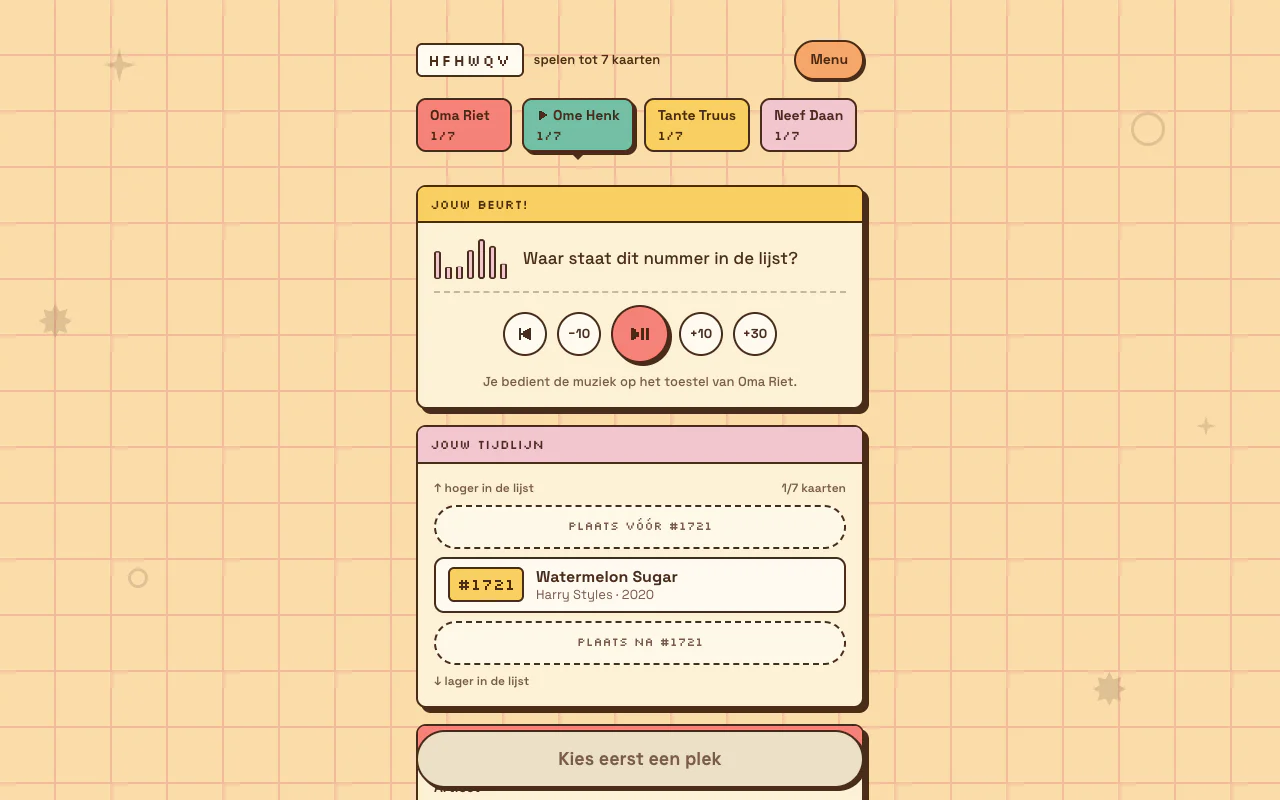 HFHWQV spelen tot 7 kaarten Menu
Oma Riet Ome Henk Tante Truus Neef Daan
1/7 1/7 1/7 1/7
JOUW BEURT!
Waar staat dit nummer in de lijst?
-10 +10 +30
Je bedient de muziek op het toestel van Oma Riet.
JOUW TIJDLIJN
↑ hoger in de lijst 1/7 kaarten
PLAATS VÓÓR #1721
#1721 Watermelon Sugar
Harry Styles · 2020
PLAATS NA #1721
↓ lager in de lijst
Kies eerst een plek